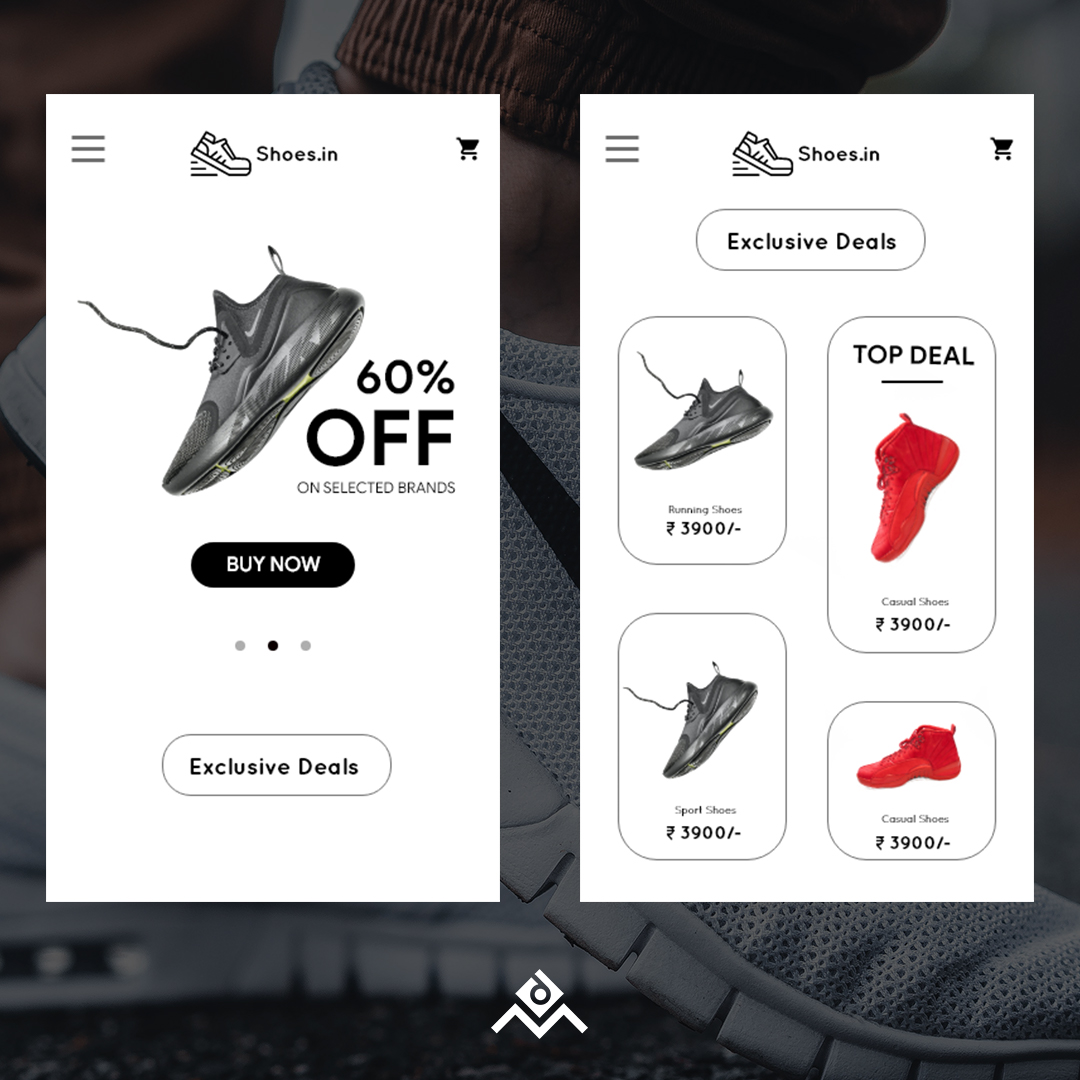 Shoes.in
60%
OFF
ON SELECTED BRANDS
BUY NOW
Exclusive Deals
Shoes.in
Exclusive Deals
Running Shoes
₹ 3900/-
TOP DEAL
Casual Shoes
₹ 3900/-
Sport Shoes
₹ 3900/-
Casual Shoes
₹ 3900/-